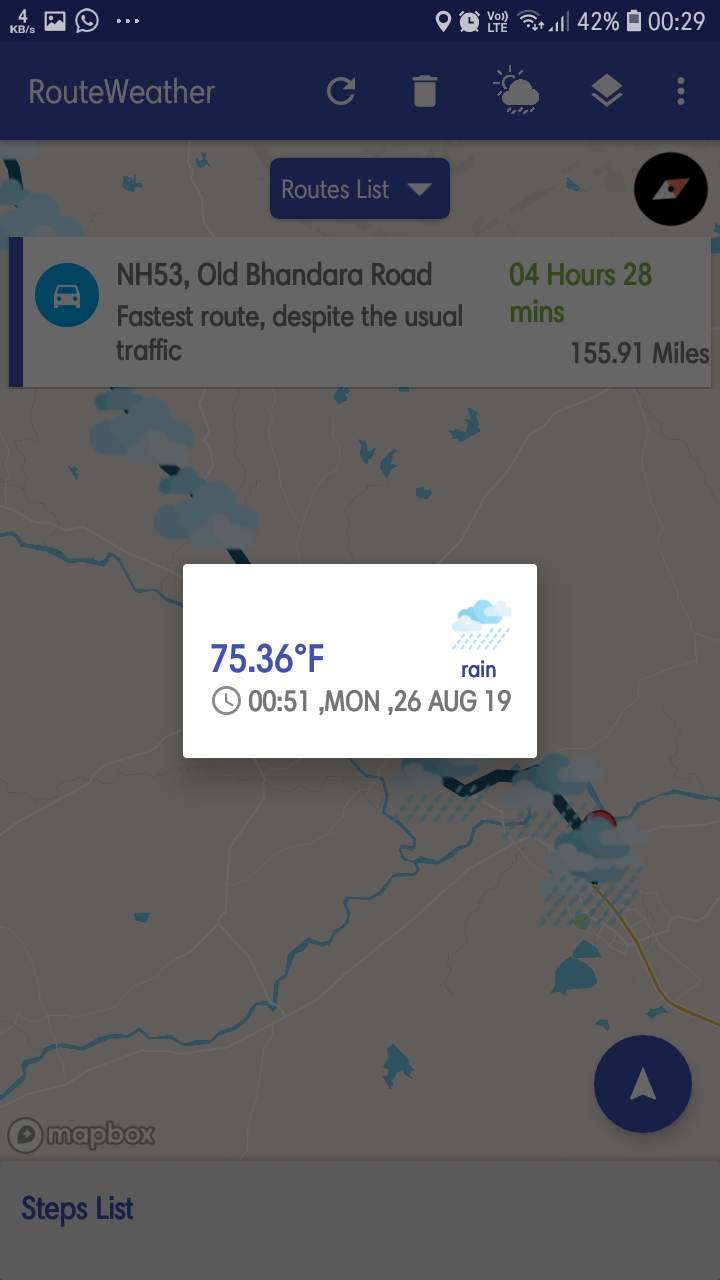 4
KB/s
Vo))
LTE
42%
00:29
RouteWeather
Routes List
NH53, Old Bhandara Road
04 Hours 28
mins
Fastest route, despite the usual
traffic
155.91 Miles
75.36°F
rain
00:51 ,MON ,26 AUG 19
mapbox
Steps List